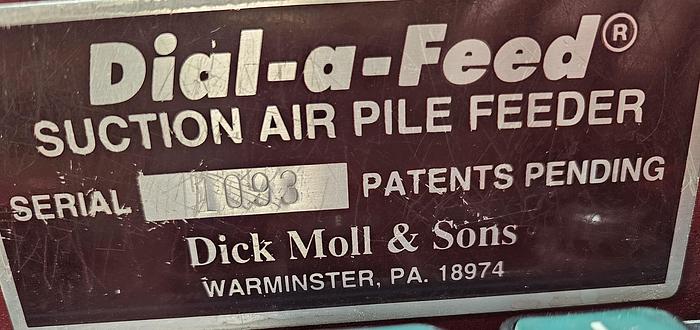 Dial-a-Feed®
SUCTION AIR PILE FEEDER
SERIAL 1093 PATENTS PENDING
Dick Moll & Sons
WARMINSTER, PA. 18974